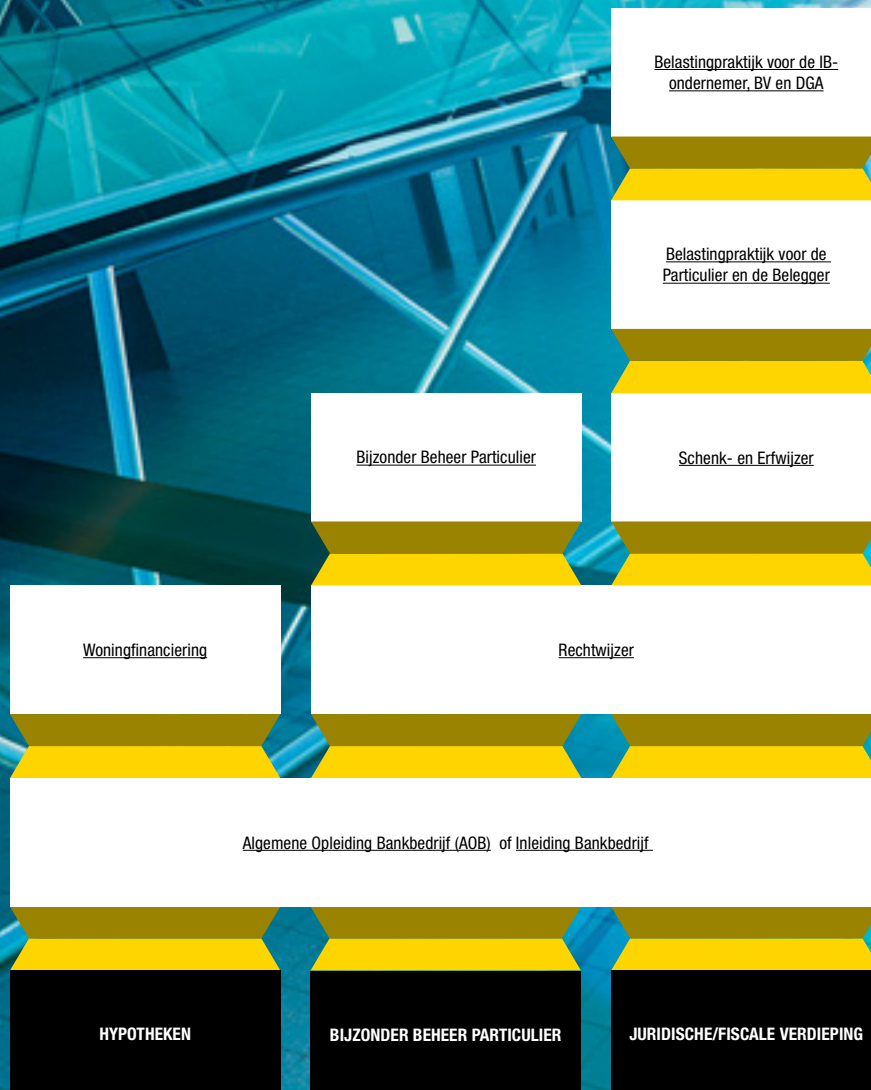 Belastingpraktijk voor de IB-
ondernemer, BV en DGA
Belastingpraktijk voor de
Particulier en de Belegger
Bijzonder Beheer Particulier
Schenk- en Erfwijzer
Woningfinanciering
Rechtwijzer
Algemene Opleiding Bankbedrijf (AOB) of Inleiding Bankbedrijf
HYPOTHEKEN
BIJZONDER BEHEER PARTICULIER
JURIDISCHE/FISCALE VERDIEPING